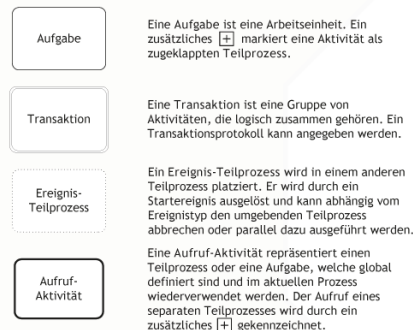 Aufgabe
Eine Aufgabe ist eine Arbeitseinheit. Ein
zusätzliches + markiert eine Aktivität als
zugeklappten Teilprozess.
Transaktion
Eine Transaktion ist eine Gruppe von
Aktivitäten, die logisch zusammen gehören. Ein
Transaktionsprotokoll kann angegeben werden.
Ereignis-
Teilprozess
Ein Ereignis-Teilprozess wird in einem anderen
Teilprozess platziert. Er wird durch ein
Startereignis ausgelöst und kann abhängig vom
Ereignistyp den umgebenden Teilprozess
abbrechen oder parallel dazu ausgeführt werden.
Aufruf-
Aktivität
Eine Aufruf-Aktivität repräsentiert einen
Teilprozess oder eine Aufgabe, welche global
definiert sind und im aktuellen Prozess
wiederverwendet werden. Der Aufruf eines
separaten Teilprozesses wird durch ein
zusätzliches + gekennzeichnet.